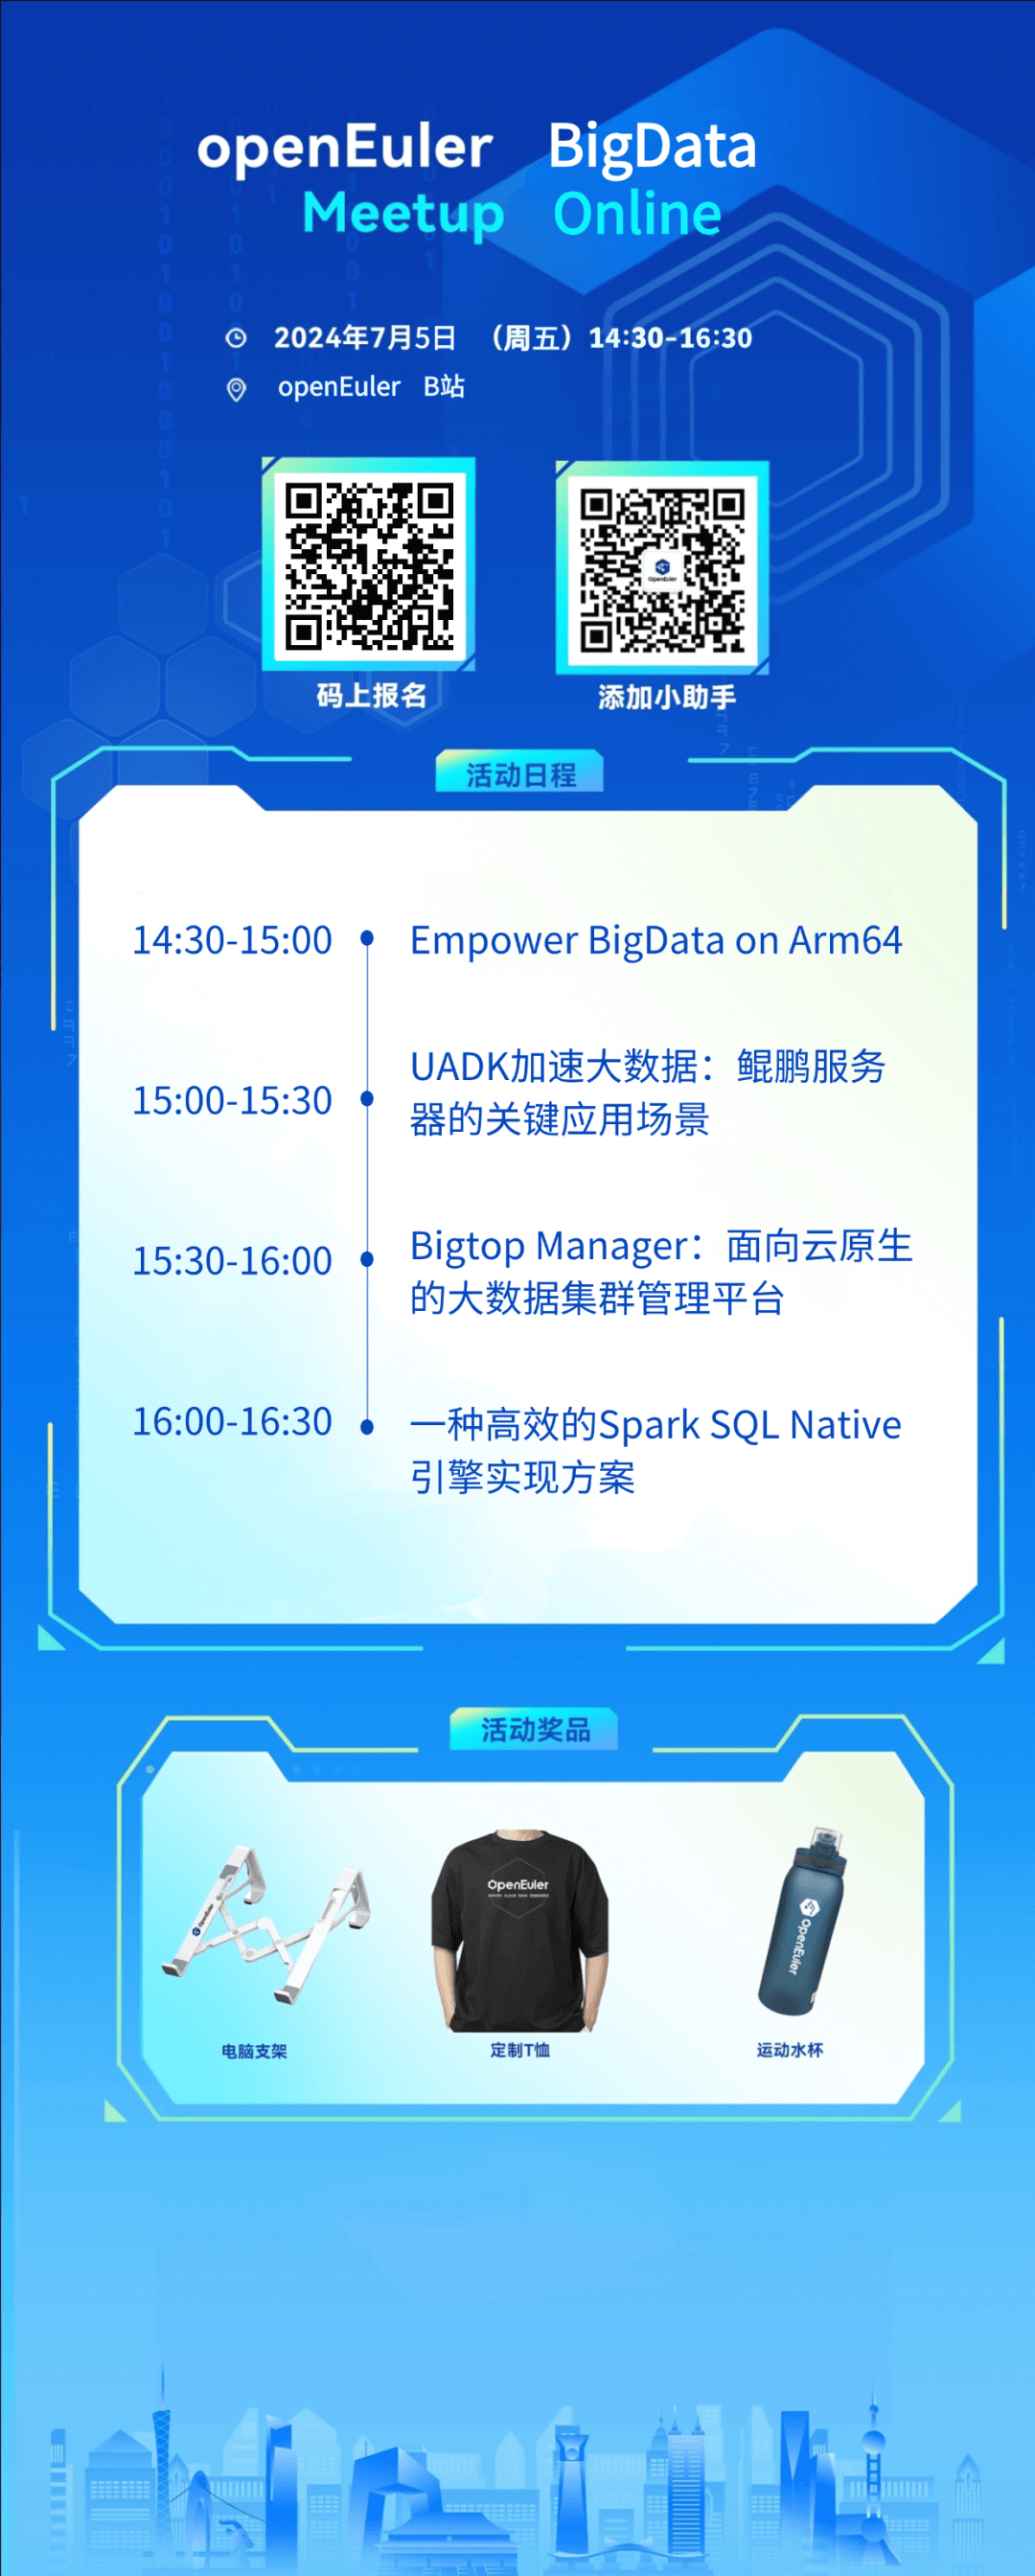 openEuler BigData
Meetup Online
2024年7月5日 （周五）14:30-16:30
openEuler B站
OpenEuler
码上报名
添加小助手
活动日程
14:30-15:00
Empower BigData on Arm64
15:00-15:30
UADK加速大数据：鲲鹏服务
器的关键应用场景
15:30-16:00
Bigtop Manager：面向云原生
的大数据集群管理平台
16:00-16:30
一种高效的Spark SQL Native
引擎实现方案
活动奖品
OpenEuler
OpenEuler
OpenEuler
电脑支架
定制T恤
运动水杯